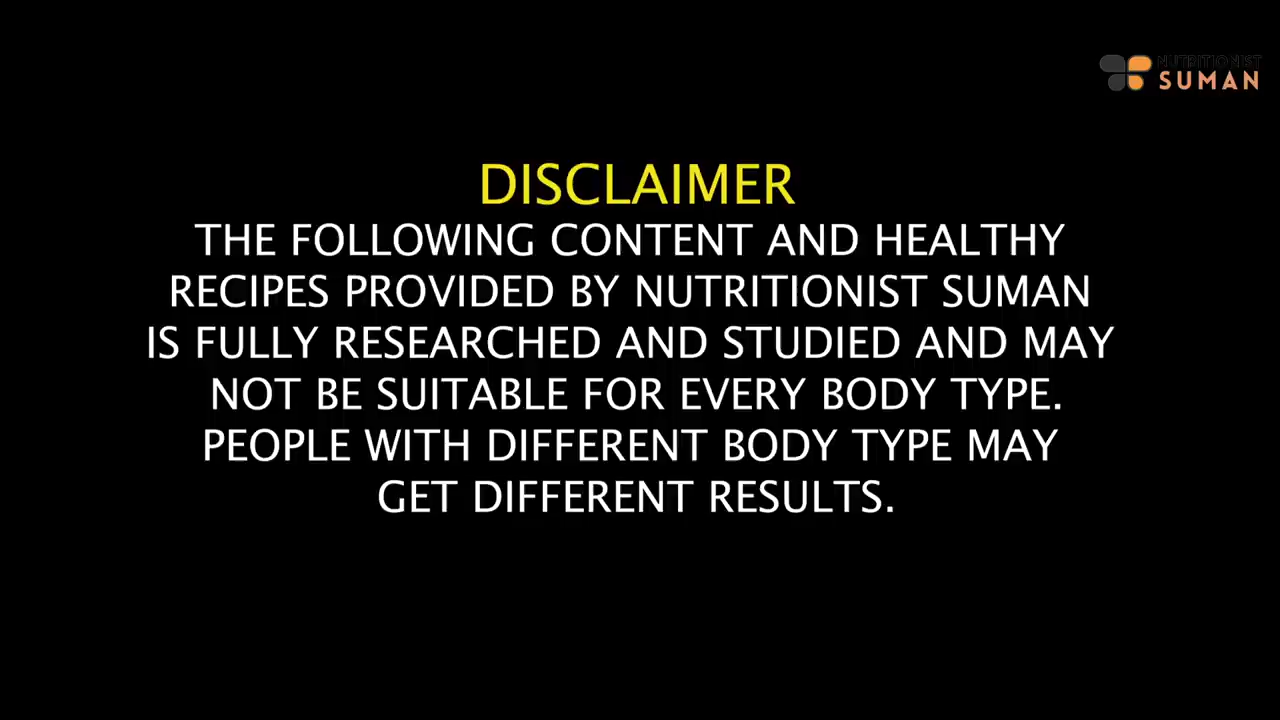 NUTRITIONIST
SUMAN
DISCLAIMER
THE FOLLOWING CONTENT AND HEALTHY
RECIPES PROVIDED BY NUTRITIONIST SUMAN
IS FULLY RESEARCHED AND STUDIED AND MAY
NOT BE SUITABLE FOR EVERY BODY TYPE.
PEOPLE WITH DIFFERENT BODY TYPE MAY
GET DIFFERENT RESULTS.